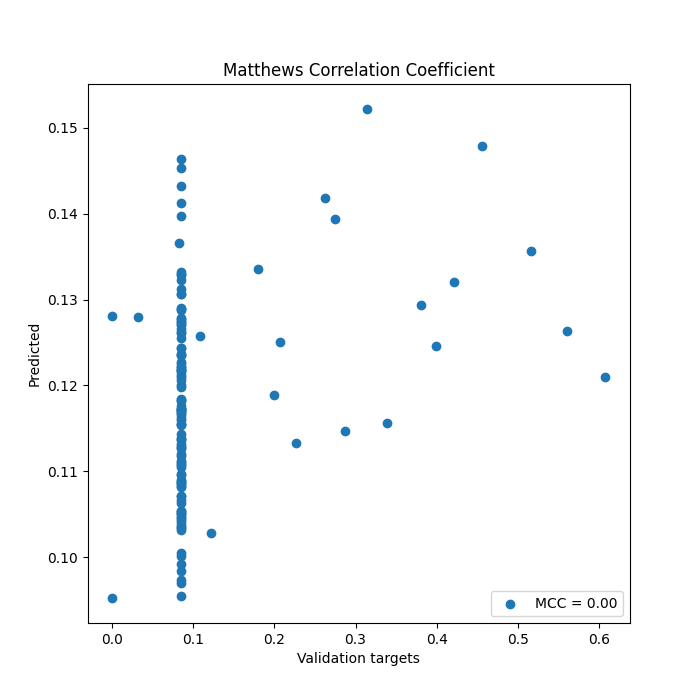 Matthews Correlation Coefficient
0.15
0.14
0.13
0.12
0.11
0.10
Predicted
MCC = 0.00
0.0 0.1 0.2 0.3 0.4 0.5 0.6
Validation targets